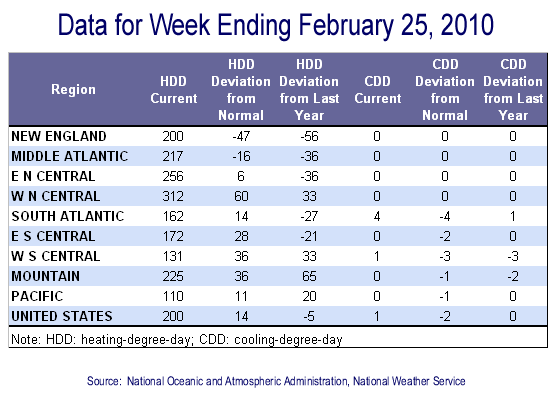 Data for Week Ending February 25, 2010
Region HDD Current HDD Deviation from Normal HDD Deviation from Last Year CDD Current CDD Deviation from Normal CDD Deviation from Last Year
NEW ENGLAND 200 -47 -56 0 0 0
MIDDLE ATLANTIC 217 -16 -36 0 0 0
E N CENTRAL 256 6 -36 0 0 0
W N CENTRAL 312 60 33 0 0 0
SOUTH ATLANTIC 162 14 -27 4 -4 1
E S CENTRAL 172 28 -21 0 -2 0
W S CENTRAL 131 36 33 1 -3 -3
MOUNTAIN 225 36 65 0 -1 -2
PACIFIC 110 11 20 0 -1 0
UNITED STATES 200 14 -5 1 -2 0
Note: HDD: heating-degree-day; CDD: cooling-degree-day
Source: National Oceanic and Atmospheric Administration, National Weather Service